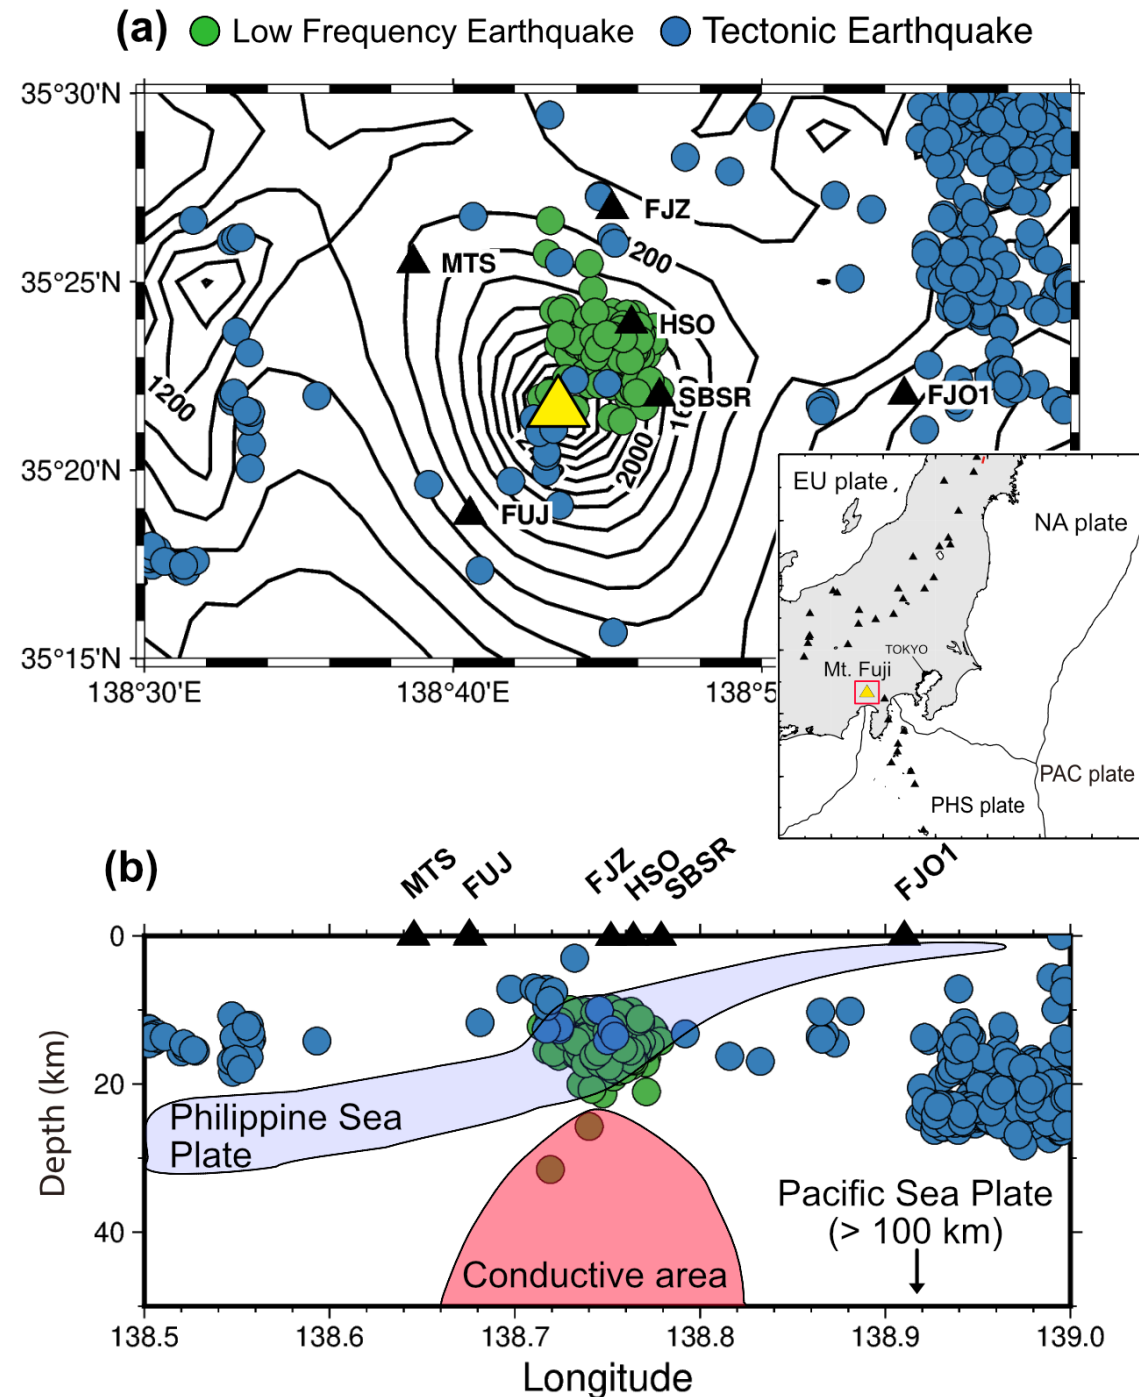 (a) Low Frequency Earthquake Tectonic Earthquake
35°30'N
FJZ
1200
35°25'N
MTS
HSO
1200
SBSR
FJO1
2000
35°20'N
FUJ
35°15'N
138°30'E
138°40'E
EU plate
NA plate
TOKYO
Mt. Fuji
PAC plate
PHS plate
(b)
MTS
FUJ
FJZ
HSO
SBSR
FJO1
0
20
40
Depth (km)
Philippine Sea
Plate
Pacific Sea Plate
(> 100 km)
Conductive area
138.5
138.6
138.7
138.8
138.9
139.0
Longitude